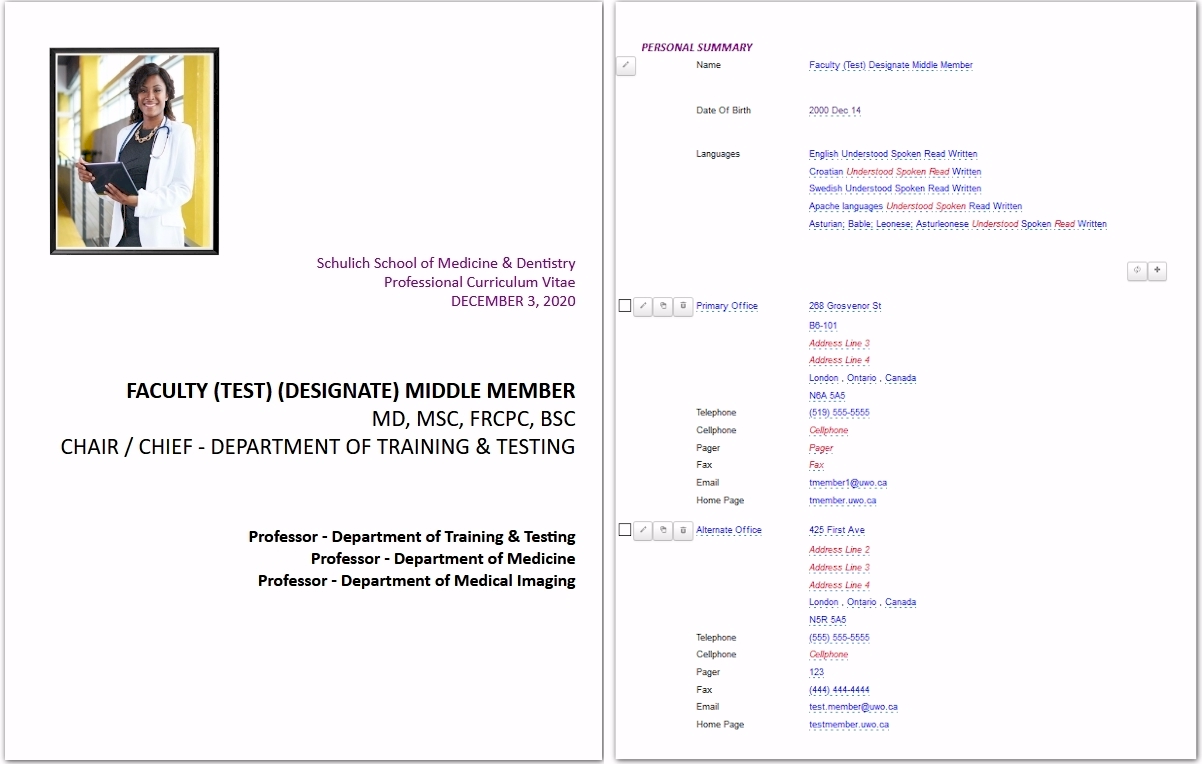 Schulich School of Medicine & Dentistry
Professional Curriculum Vitae
DECEMBER 3, 2020
FACULTY (TEST) (DESIGNATE) MIDDLE MEMBER
MD, MSC, FRCPC, BSC
CHAIR / CHIEF - DEPARTMENT OF TRAINING & TESTING
Professor - Department of Training & Testing
Professor - Department of Medicine
Professor - Department of Medical Imaging
PERSONAL SUMMARY
Name Faculty (Test) Designate Middle Member
Date Of Birth 2000 Dec 14
Languages English Understood Spoken Read Written
Croatian Understood Spoken Read Written
Swedish Understood Spoken Read Written
Apache languages Understood Spoken Read Written
Asturian; Bable; Leonese; Asturleonese Understood Spoken Read Written
Primary Office 268 Grosvenor St
B6-101
Address Line 3
Address Line 4
London , Ontario , Canada
N6A 5A5
Telephone (519) 555-5555
Cellphone Cellphone
Pager Pager
Fax Fax
Email tmember1@uwo.ca
Home Page tmember.uwo.ca
Alternate Office 425 First Ave
Address Line 2
Address Line 3
Address Line 4
London , Ontario , Canada
N5R 5A5
Telephone (555) 555-5555
Cellphone Cellphone
Pager 123
Fax (444) 444-4444
Email test.member@uwo.ca
Home Page testmember.uwo.ca